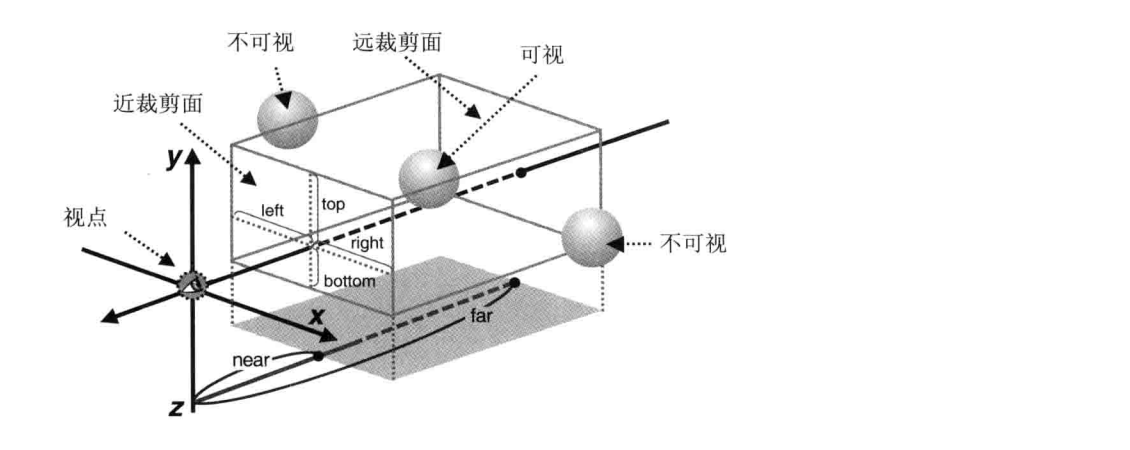 不可视
远裁剪面
可视
近裁剪面
y
left
top
视点
right
不可视
bottom
x
far
near
z